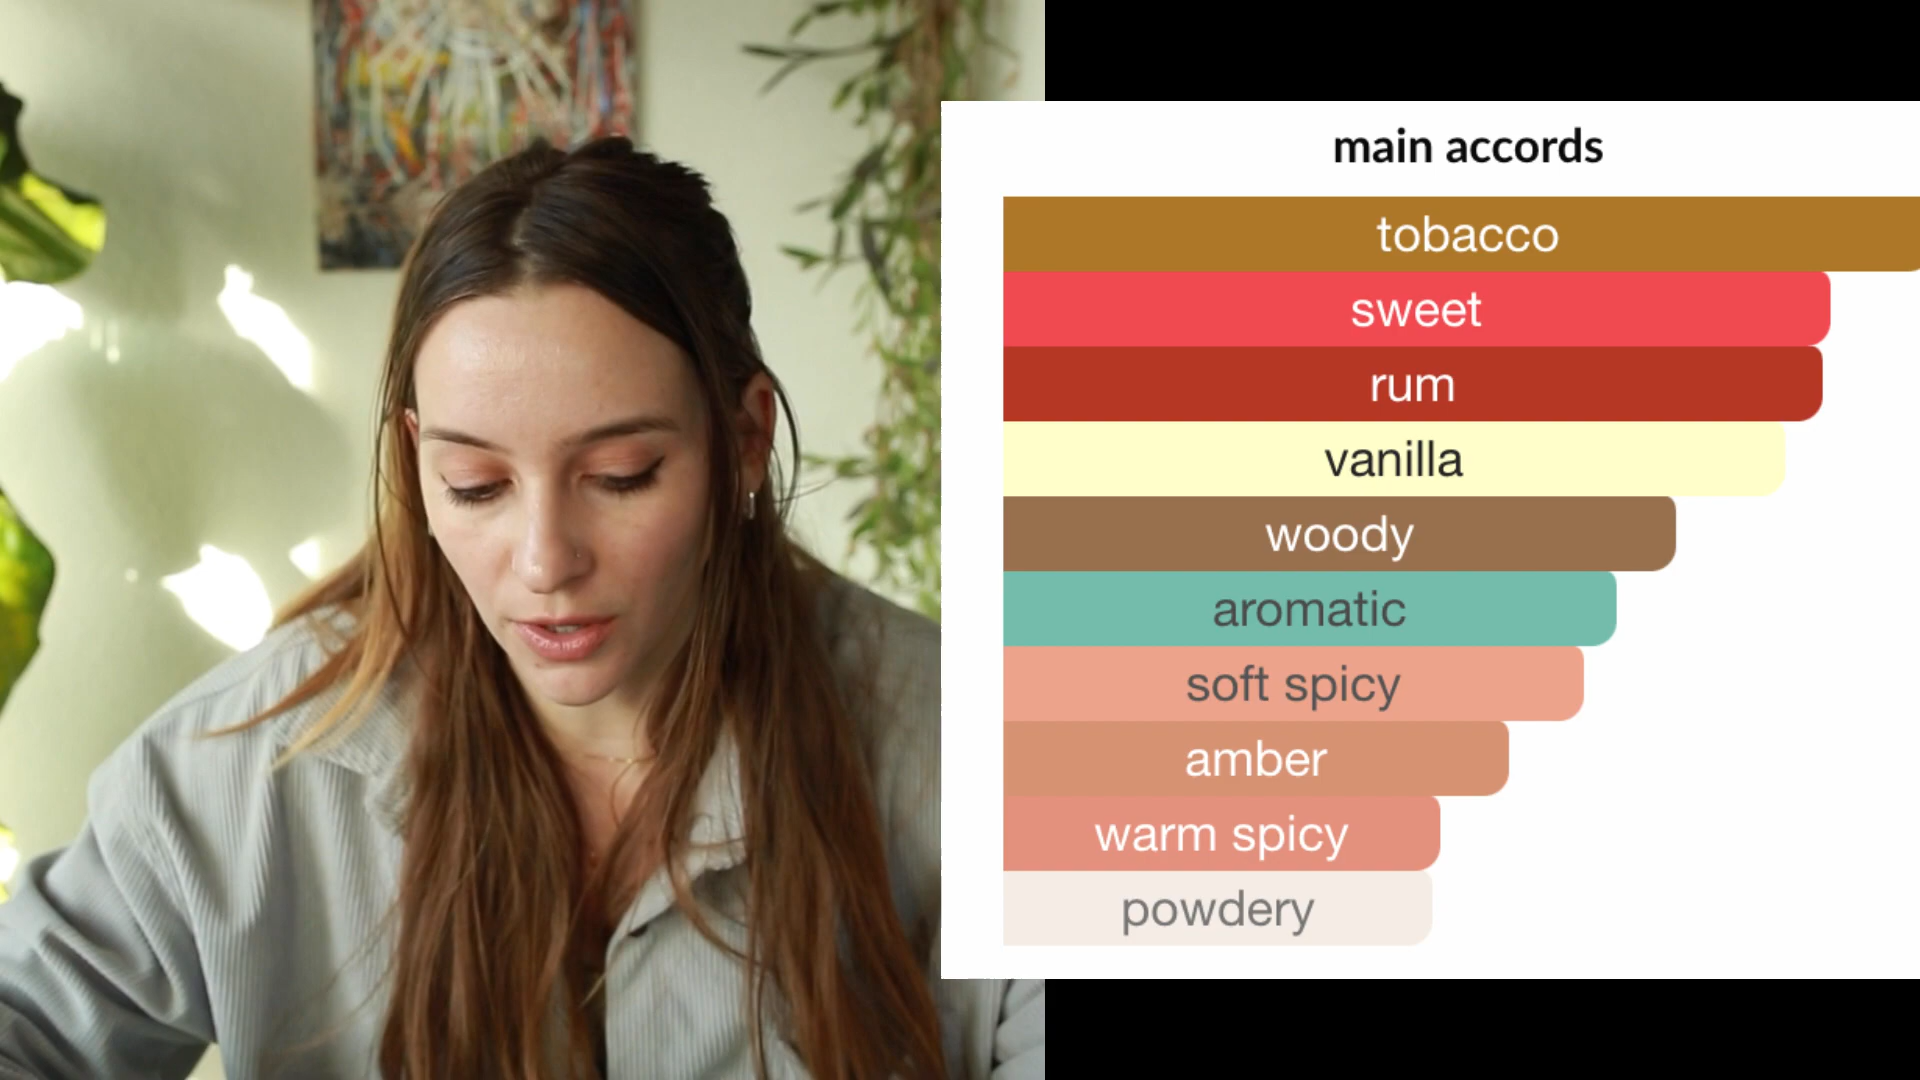 main accords
tobacco
sweet
rum
vanilla
woody
aromatic
soft spicy
amber
warm spicy
powdery